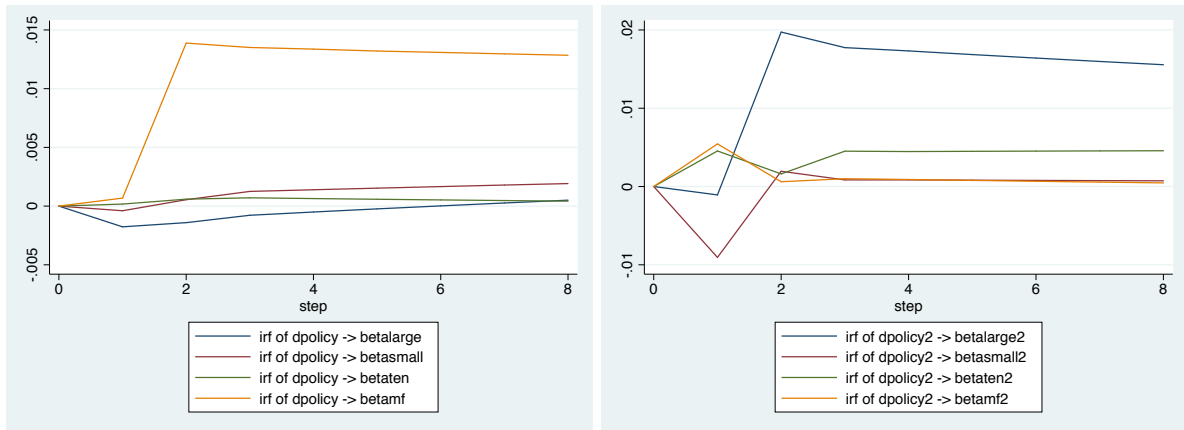 .015
.01
.005
0
-.005
0 2 4 6 8
step
irf of dpolicy -> betalarge
irf of dpolicy -> betasmall
irf of dpolicy -> betaten
irf of dpolicy -> betamf
.02
.01
0
-.01
0 2 4 6 8
step
irf of dpolicy2 -> betalarge2
irf of dpolicy2 -> betasmall2
irf of dpolicy2 -> betaten2
irf of dpolicy2 -> betamf2